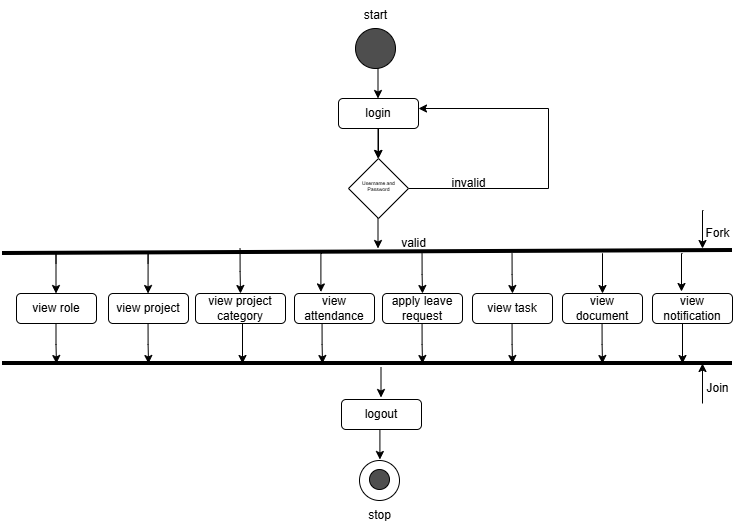 start
login
Username and
Password
invalid
valid
Fork
view role
view project
view project
category
view
attendance
apply leave
request
view task
view
document
view
notification
Join
logout
stop